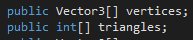 public Vector3[] vertices;
public int[] triangles;